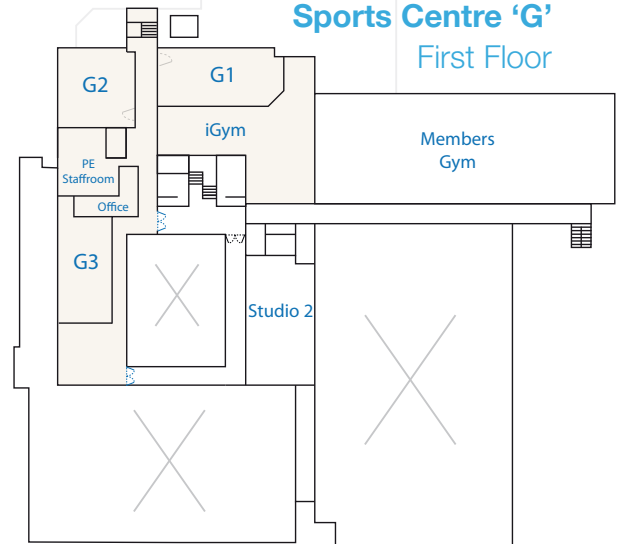 Sports Centre ‘G’
First Floor
G1
G2
iGym
Members
Gym
PE
Staffroom
Office
G3
Studio 2